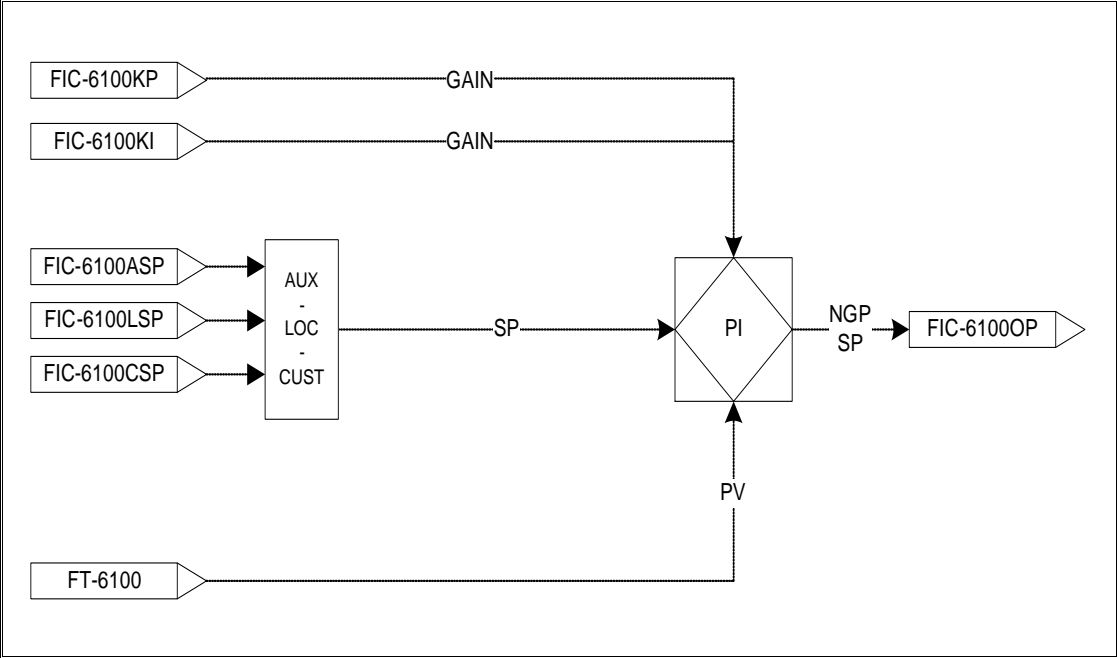 FIC-6100KP
GAIN
FIC-6100KI
GAIN
FIC-6100ASP
FIC-6100LSP
FIC-6100CSP
AUX
-
LOC
-
CUST
SP
PI
NGP
SP
FIC-6100OP
PV
FT-6100